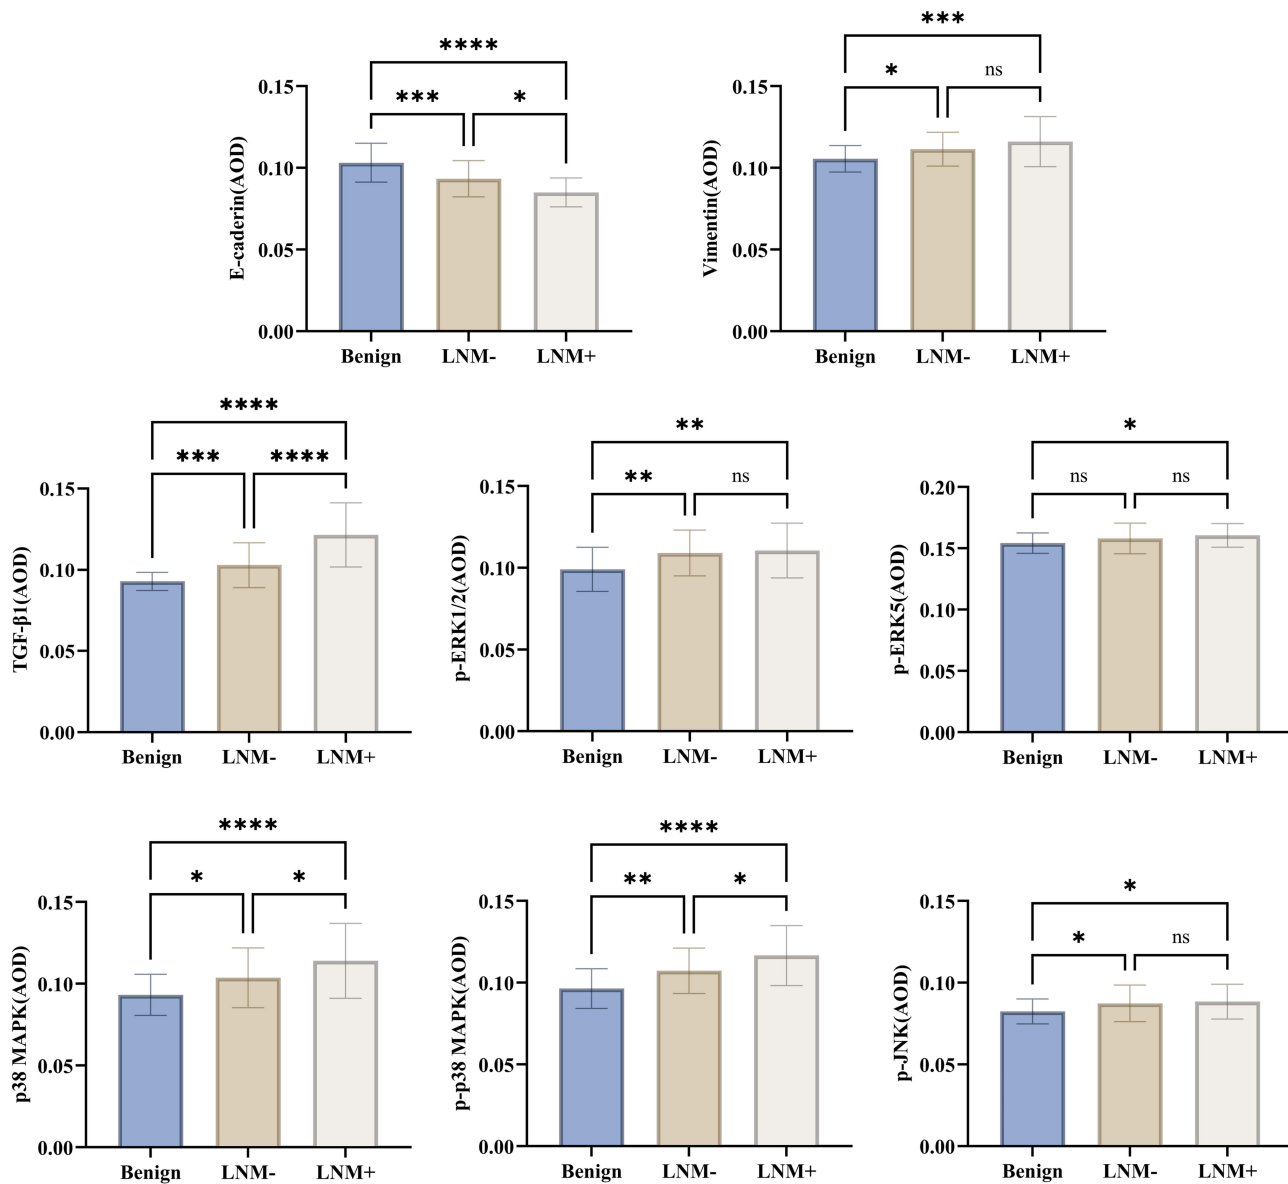 ****
***
*
E-caderin(AOD)
0.15
0.10
0.05
0.00
Benign LNM- LNM+
***
*
ns
Vimentin(AOD)
0.15
0.10
0.05
0.00
Benign LNM- LNM+
****
***
****
TGF-β1(AOD)
0.15
0.10
0.05
0.00
Benign LNM- LNM+
**
**
ns
p-ERK1/2(AOD)
0.15
0.10
0.05
0.00
Benign LNM- LNM+
*
ns
ns
p-ERK5(AOD)
0.20
0.15
0.10
0.05
0.00
Benign LNM- LNM+
****
*
*
p38 MAPK(AOD)
0.15
0.10
0.05
0.00
Benign LNM- LNM+
****
**
*
p-p38 MAPK(AOD)
0.15
0.10
0.05
0.00
Benign LNM- LNM+
*
*
ns
p-JNK(AOD)
0.15
0.10
0.05
0.00
Benign LNM- LNM+